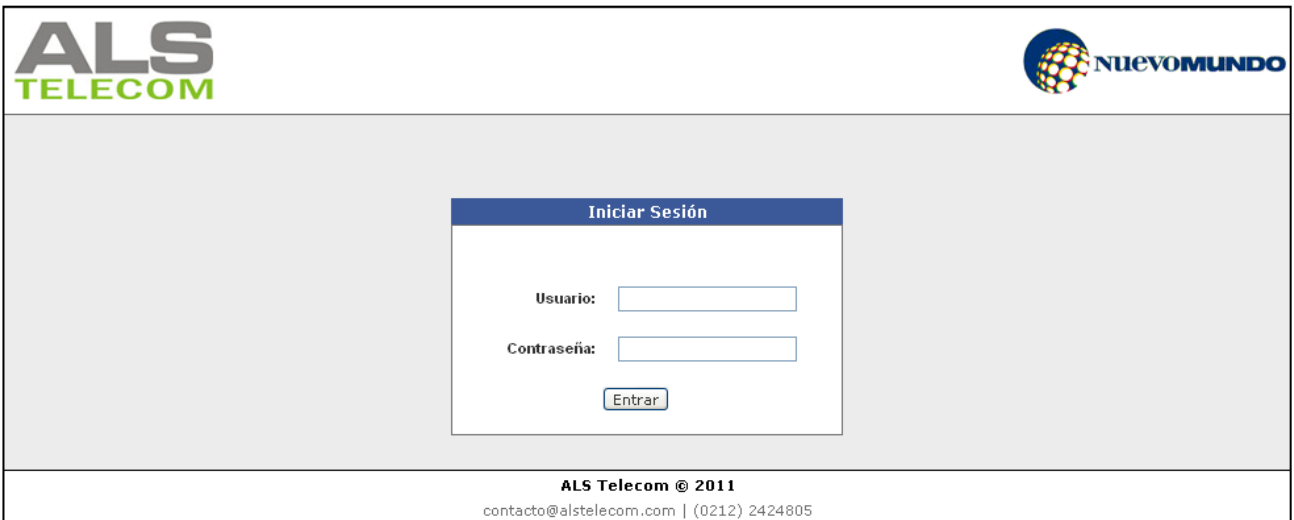 ALS
TELECOM
NUEVOMUNDO
Iniciar Sesión
Usuario:
Contraseña:
Entrar
ALS Telecom © 2011
contacto@alstelecom.com | (0212) 2424805